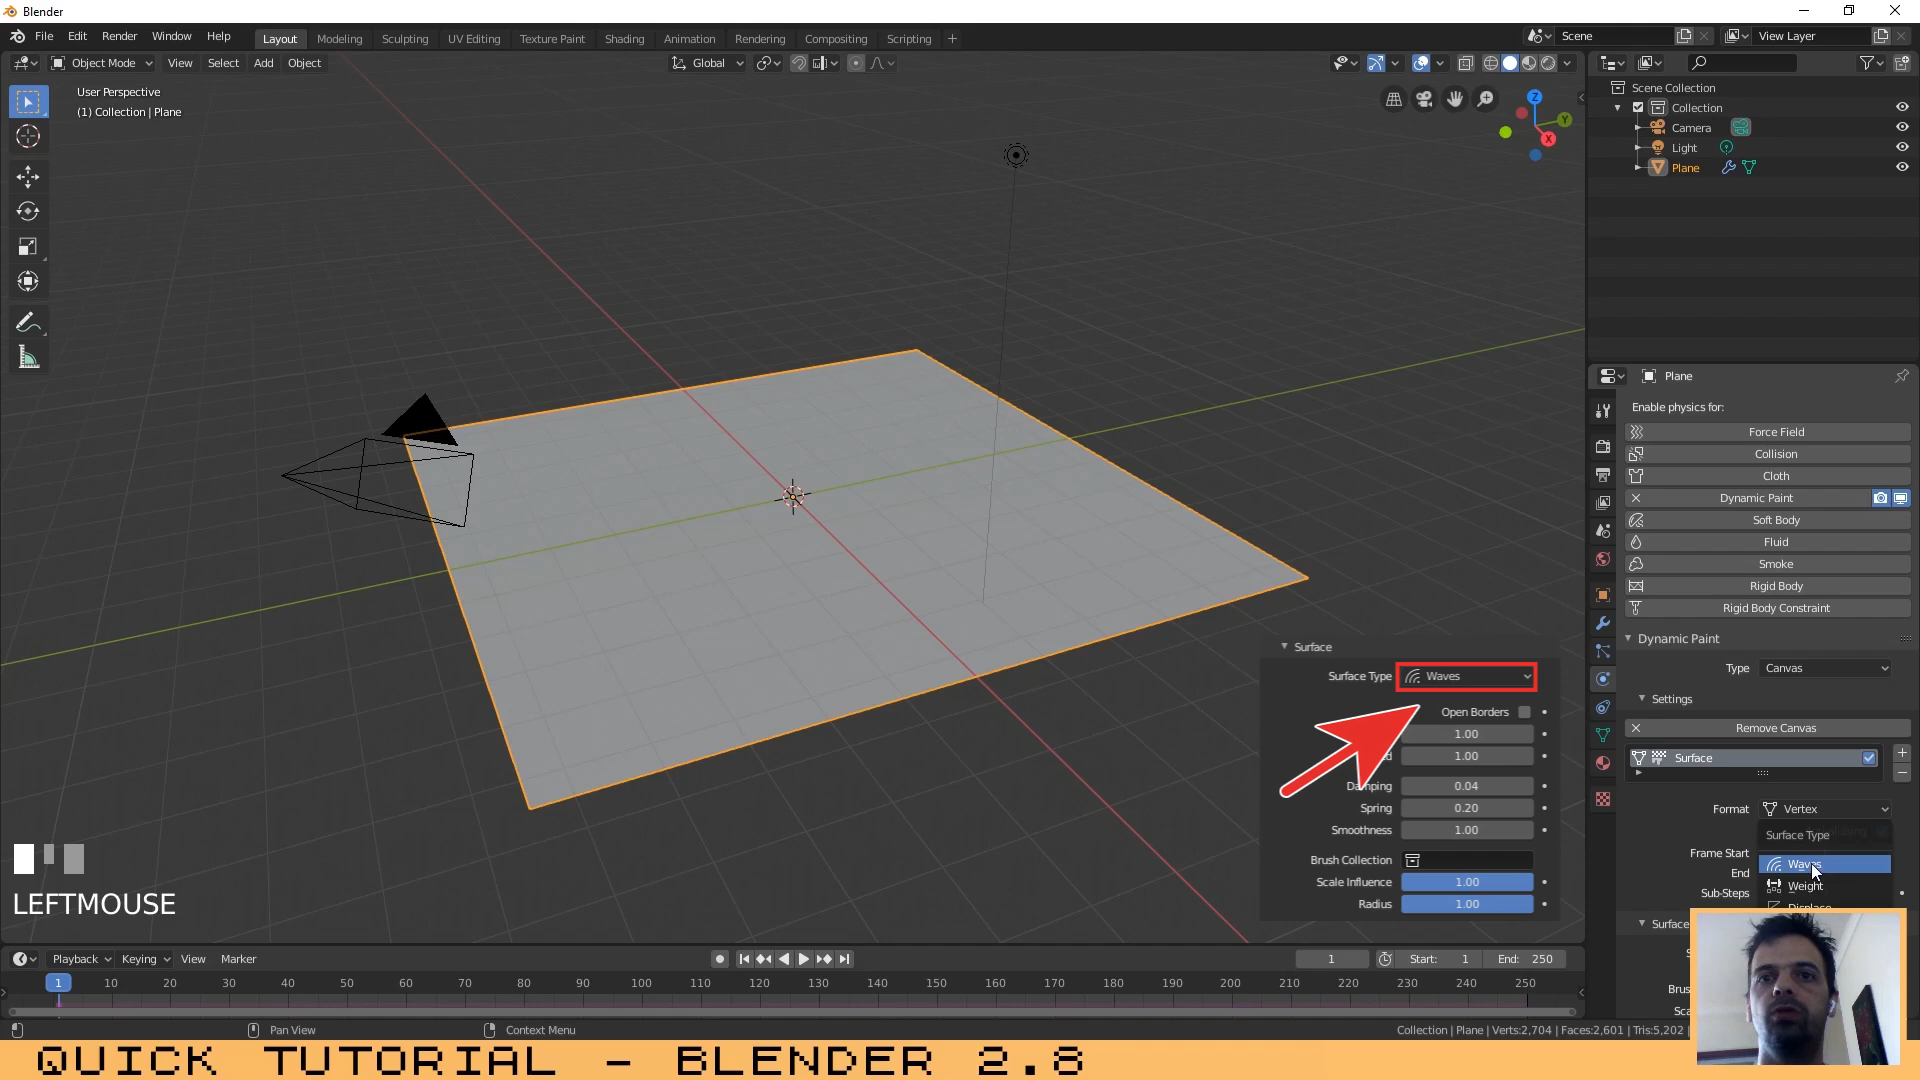 Blender
File Edit Render Window Help
Layout Modeling Sculpting UV Editing Texture Paint Shading Animation Rendering Compositing Scripting +
Scene
View Layer
Object Mode View Select Add Object
Global
User Perspective
(1) Collection | Plane
Z
Y
X
Scene Collection
Collection
Camera
Light
Plane
Plane
Enable physics for:
Force Field
Collision
Cloth
Dynamic Paint
Soft Body
Fluid
Smoke
Rigid Body
Rigid Body Constraint
Dynamic Paint
Type Canvas
Settings
Remove Canvas
Surface
Format Vertex
Surface Type
Waves
Frame Start
End
Weight
Sub-Steps
Displace
Surface
Brus
Sca
Surface
Surface Type Waves
Open Borders
1.00
1.00
Damping 0.04
Spring 0.20
Smoothness 1.00
Brush Collection
Scale Influence 1.00
Radius 1.00
LEFTMOUSE
Playback Keying View Marker
1 Start: 1 End: 250
1 10 20 30 40 50 60 70 80 90 100 110 120 130 140 150 160 170 180 190 200 210 220 230 240 250
Pan View
Context Menu
Collection | Plane | Verts:2,704 | Faces:2,601 | Tris:5,202 |
QUICK TUTORIAL - BLENDER 2.8